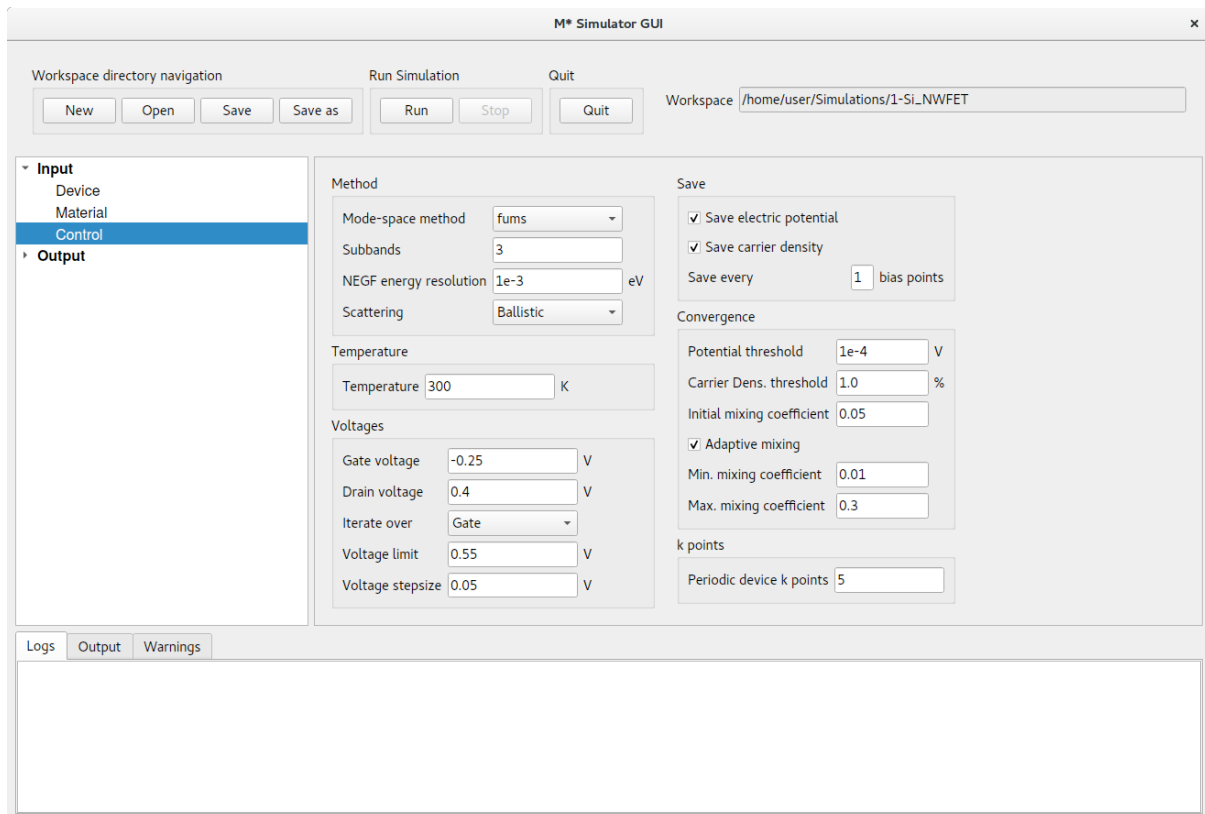 M* Simulator GUI
×
Workspace directory navigation
New Open Save Save as
Run Simulation
Run Stop
Quit
Quit
Workspace /home/user/Simulations/1-Si_NWFET
Input
Device
Material
Control
Output
Method
Mode-space method fums
Subbands 3
NEGF energy resolution 1e-3 eV
Scattering Ballistic
Temperature
Temperature 300 K
Voltages
Gate voltage -0.25 V
Drain voltage 0.4 V
Iterate over Gate
Voltage limit 0.55 V
Voltage stepsize 0.05 V
Save
Save electric potential
Save carrier density
Save every 1 bias points
Convergence
Potential threshold 1e-4 V
Carrier Dens. threshold 1.0 %
Initial mixing coefficient 0.05
Adaptive mixing
Min. mixing coefficient 0.01
Max. mixing coefficient 0.3
k points
Periodic device k points 5
Logs Output Warnings